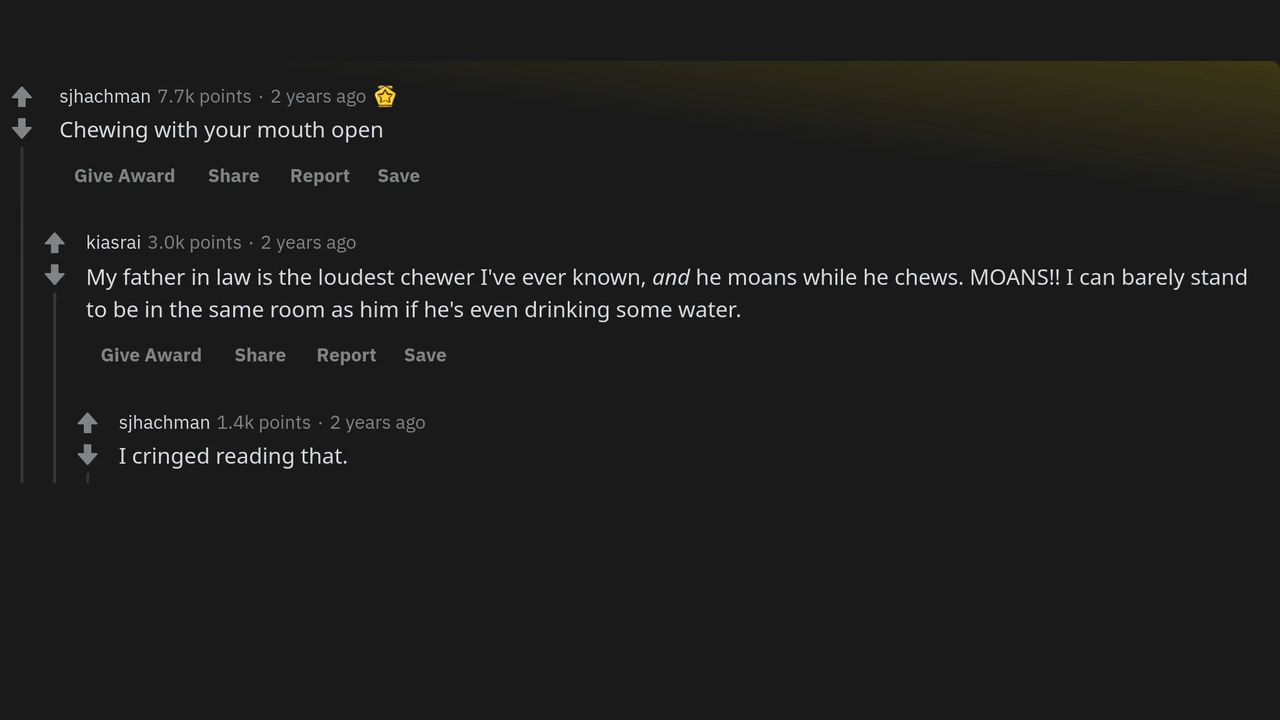 sjhachman 7.7k points · 2 years ago
Chewing with your mouth open
Give Award Share Report Save
kiasrai 3.0k points · 2 years ago
My father in law is the loudest chewer I've ever known, and he moans while he chews. MOANS!! I can barely stand
to be in the same room as him if he's even drinking some water.
Give Award Share Report Save
sjhachman 1.4k points · 2 years ago
I cringed reading that.